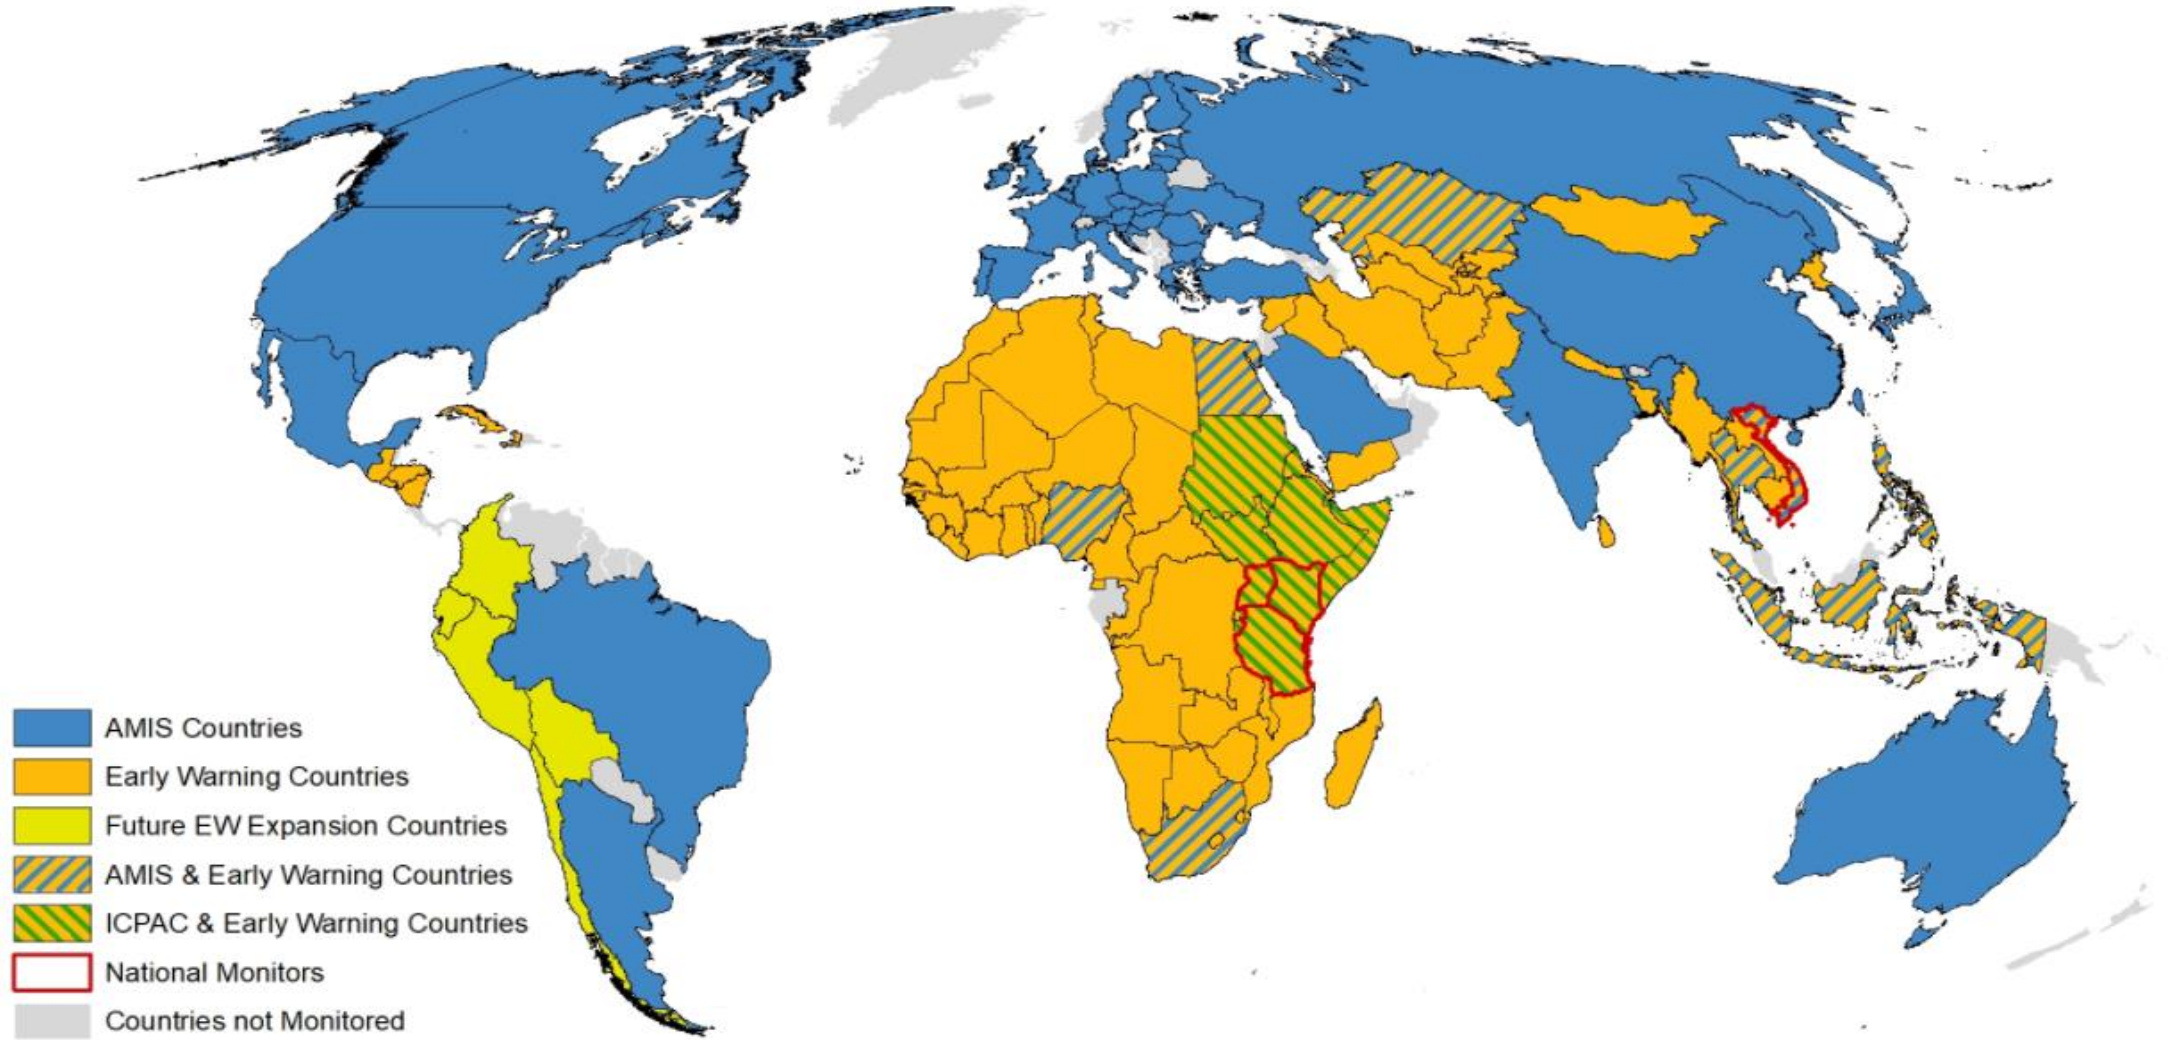 AMIS Countries
Early Warning Countries
Future EW Expansion Countries
AMIS & Early Warning Countries
ICPAC & Early Warning Countries
National Monitors
Countries not Monitored